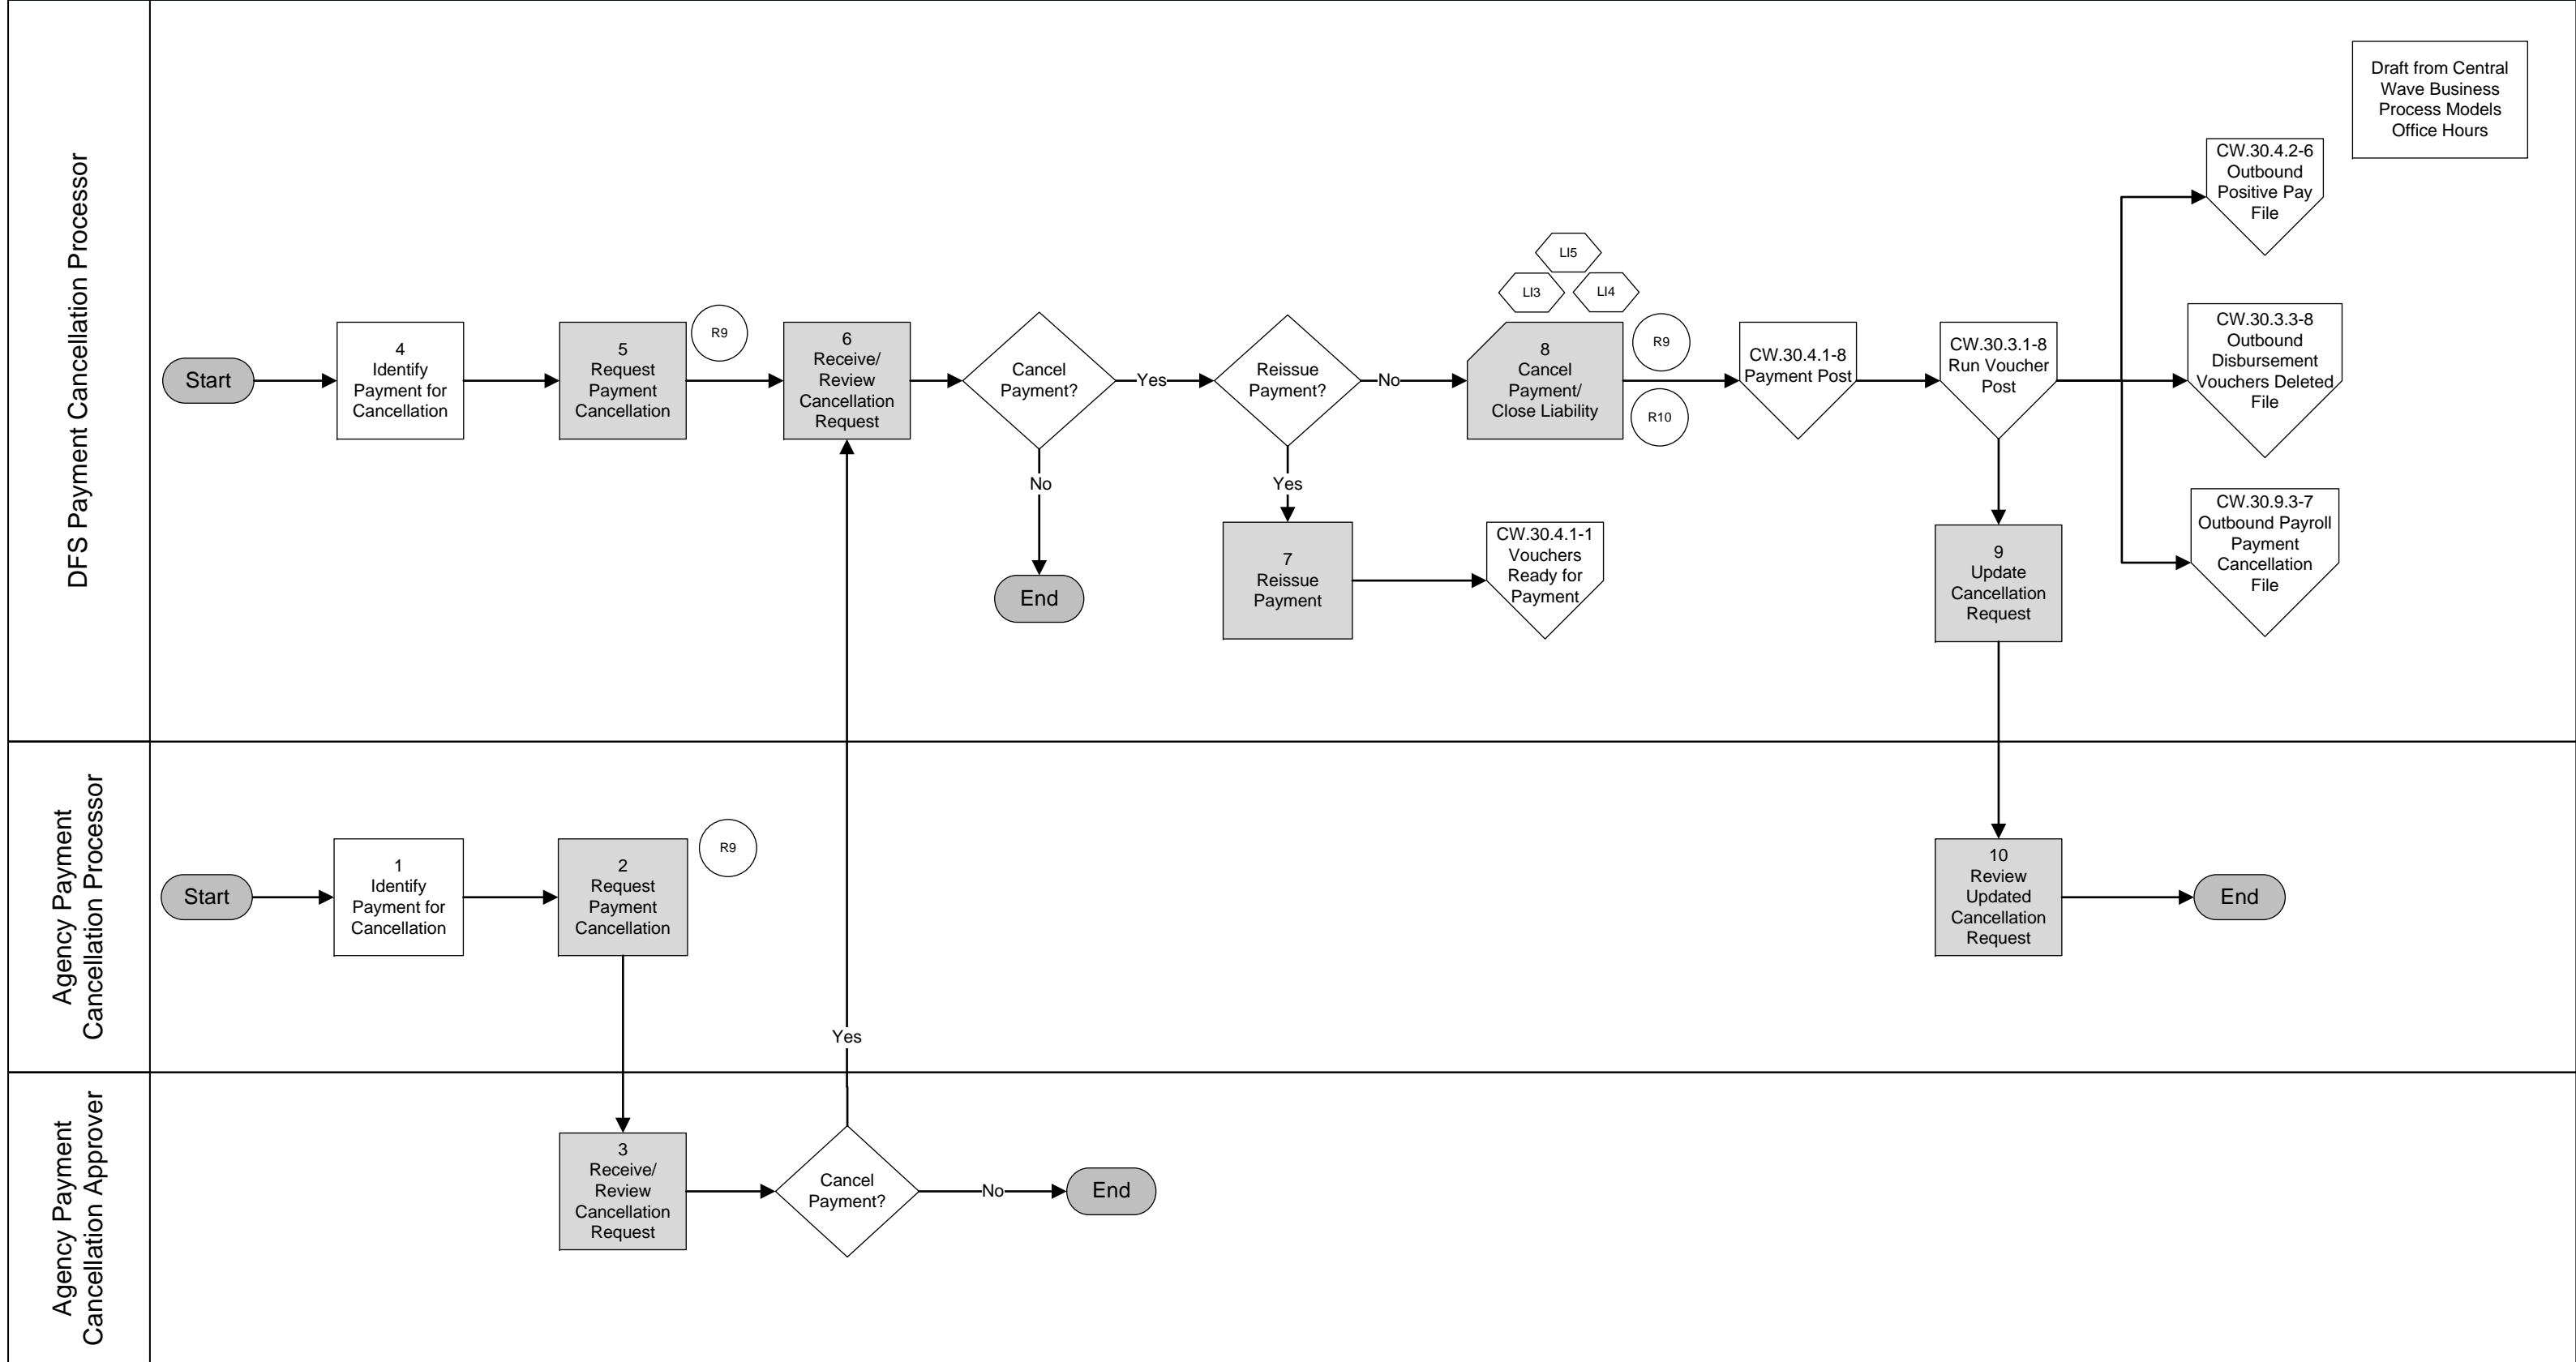 DFS Payment Cancellation Processor
Draft from Central
Wave Business
Process Models
Office Hours
Start
4
Identify
Payment for
Cancellation
5
Request
Payment
Cancellation
R9
6
Receive/
Review
Cancellation
Request
Cancel
Payment?
Yes
No
End
Reissue
Payment?
No
Yes
7
Reissue
Payment
CW.30.4.1-1
Vouchers
Ready for
Payment
LI5
LI3
LI4
8
Cancel
Payment/
Close Liability
R9
R10
CW.30.4.1-8
Payment Post
CW.30.3.1-8
Run Voucher
Post
CW.30.4.2-6
Outbound
Positive Pay
File
CW.30.3.3-8
Outbound
Disbursement
Vouchers Deleted
File
CW.30.9.3-7
Outbound Payroll
Payment
Cancellation
File
9
Update
Cancellation
Request
Agency Payment
Cancellation Processor
Start
1
Identify
Payment for
Cancellation
2
Request
Payment
Cancellation
R9
Yes
10
Review
Updated
Cancellation
Request
End
Agency Payment
Cancellation Approver
3
Receive/
Review
Cancellation
Request
Cancel
Payment?
No
End